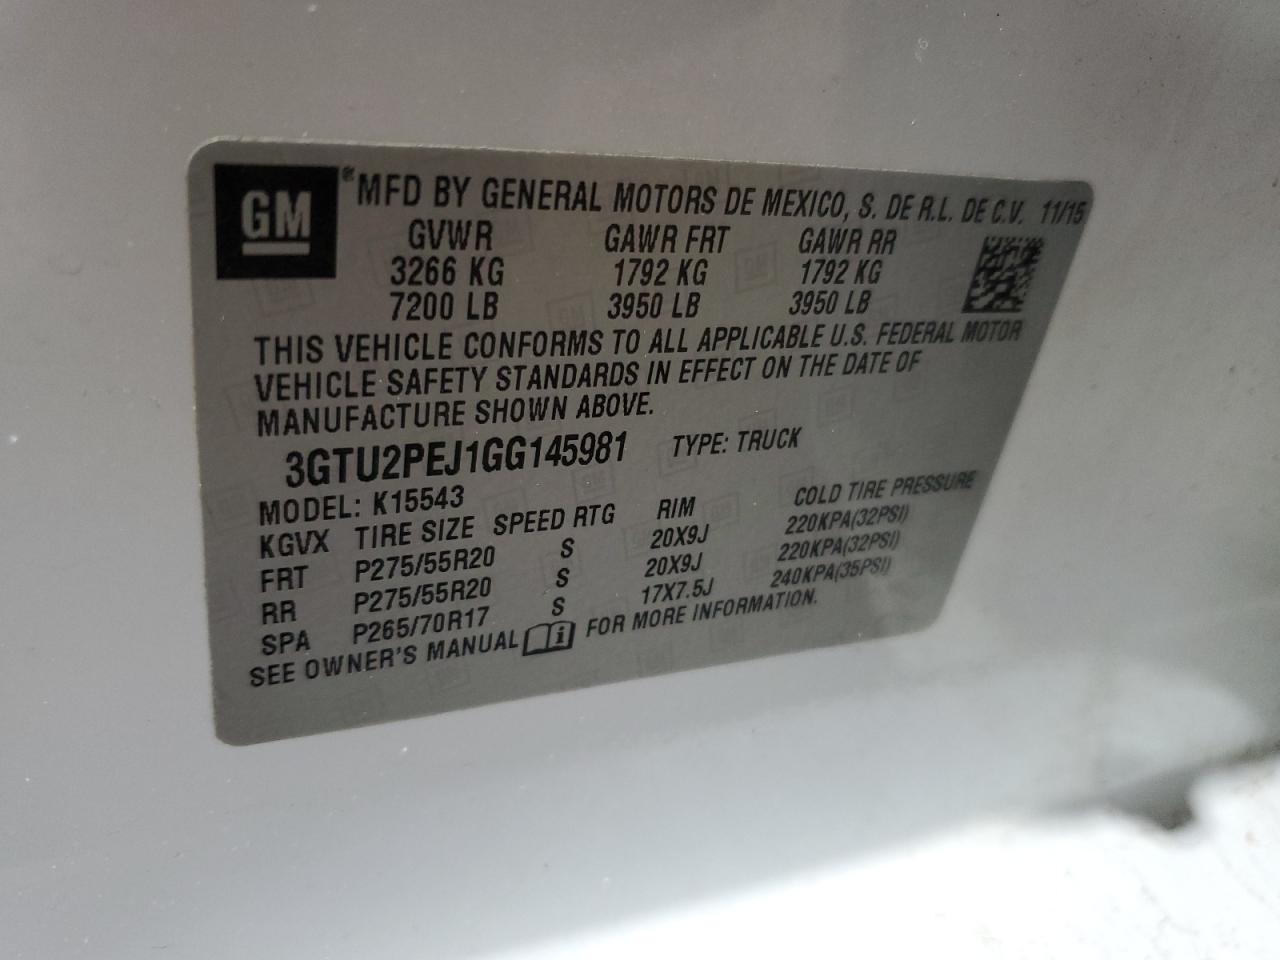 GM ® MFD BY GENERAL MOTORS DE MEXICO, S. DE R.L. DE C.V. 11/15
GVWR GAWR FRT GAWR RR
3266 KG 1792 KG 1792 KG
7200 LB 3950 LB 3950 LB
THIS VEHICLE CONFORMS TO ALL APPLICABLE U.S. FEDERAL MOTOR
VEHICLE SAFETY STANDARDS IN EFFECT ON THE DATE OF
MANUFACTURE SHOWN ABOVE.
3GTU2PEJ1GG145981 TYPE: TRUCK
MODEL: K15543
KGVX TIRE SIZE SPEED RTG RIM COLD TIRE PRESSURE
FRT P275/55R20 S 20X9J 220KPA(32PSI)
RR P275/55R20 S 20X9J 220KPA(32PSI)
SPA P265/70R17 S 17X7.5J 240KPA(35PSI)
SEE OWNER'S MANUAL i FOR MORE INFORMATION.